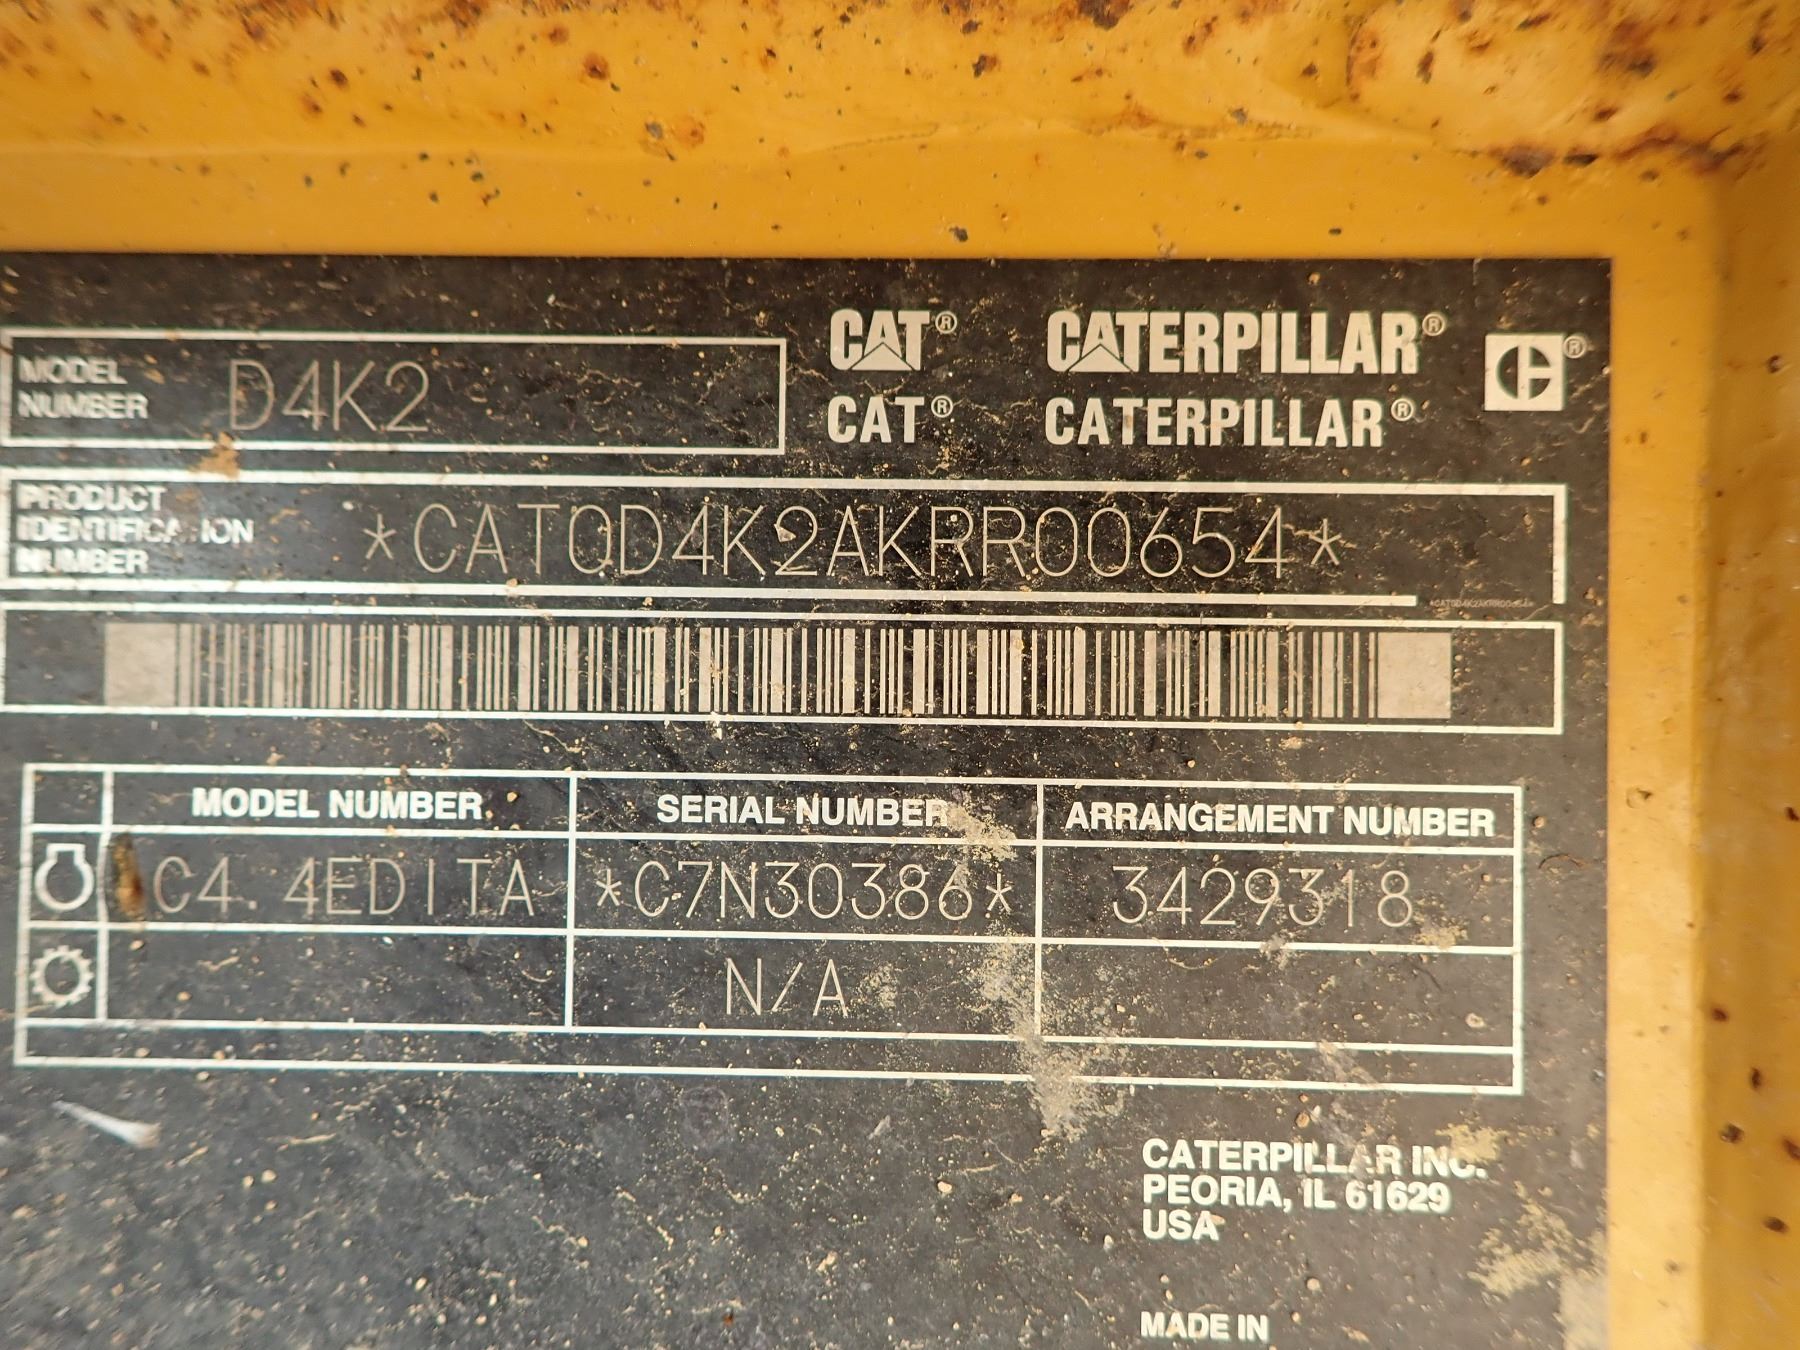 MODEL
NUMBER
D4K2
CAT® CATERPILLAR® C®
CAT® CATERPILLAR®
PRODUCT
IDENTIFICATION
NUMBER
*CAT0D4K2AKRR00654*
*CAT0D4K2AKRR00654*
MODEL NUMBER SERIAL NUMBER ARRANGEMENT NUMBER
C4.4EDITA *C7N30386* 3429318
N/A
CATERPILLAR INC.
PEORIA, IL 61629
USA
MADE IN